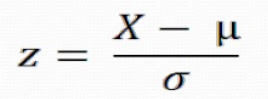 z = (X − μ) / σ